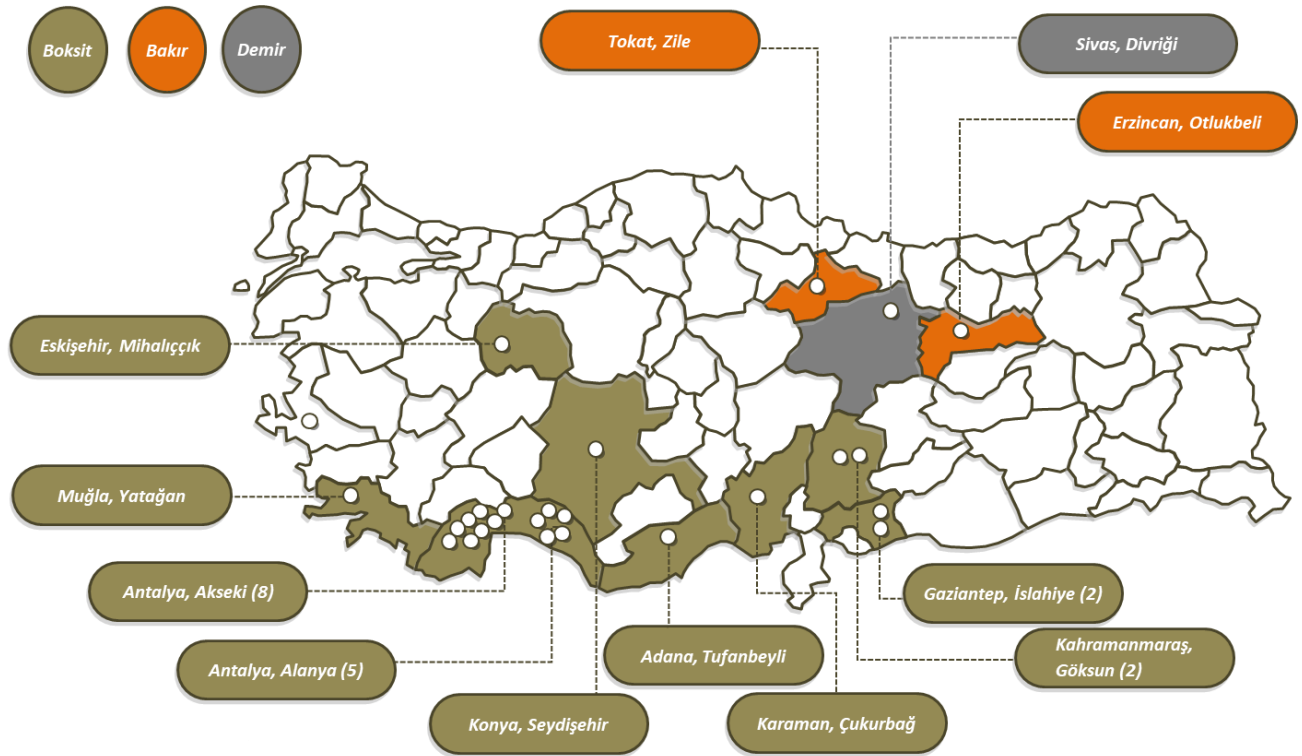 Boksit
Bakır
Demir
Tokat, Zile
Sivas, Divriği
Erzincan, Otlukbeli
Eskişehir, Mihalıççık
Muğla, Yatağan
Antalya, Akseki (8)
Antalya, Alanya (5)
Konya, Seydişehir
Adana, Tufanbeyli
Karaman, Çukurbağ
Gaziantep, İslahiye (2)
Kahramanmaraş,
Göksun (2)